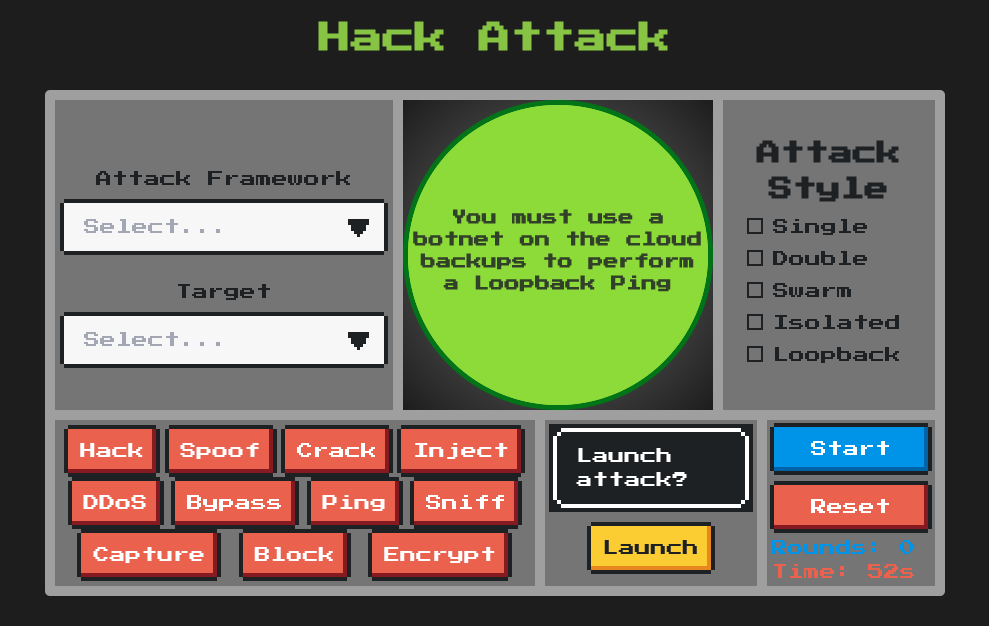 Hack Attack
Attack Framework
Select...
Target
Select...
You must use a
botnet on the cloud
backups to perform
a Loopback Ping
Attack
Style
Single
Double
Swarm
Isolated
Loopback
Hack Spoof Crack Inject
DDoS Bypass Ping Sniff
Capture Block Encrypt
Launch
attack?
Launch
Start
Reset
Rounds: 0
Time: 52s